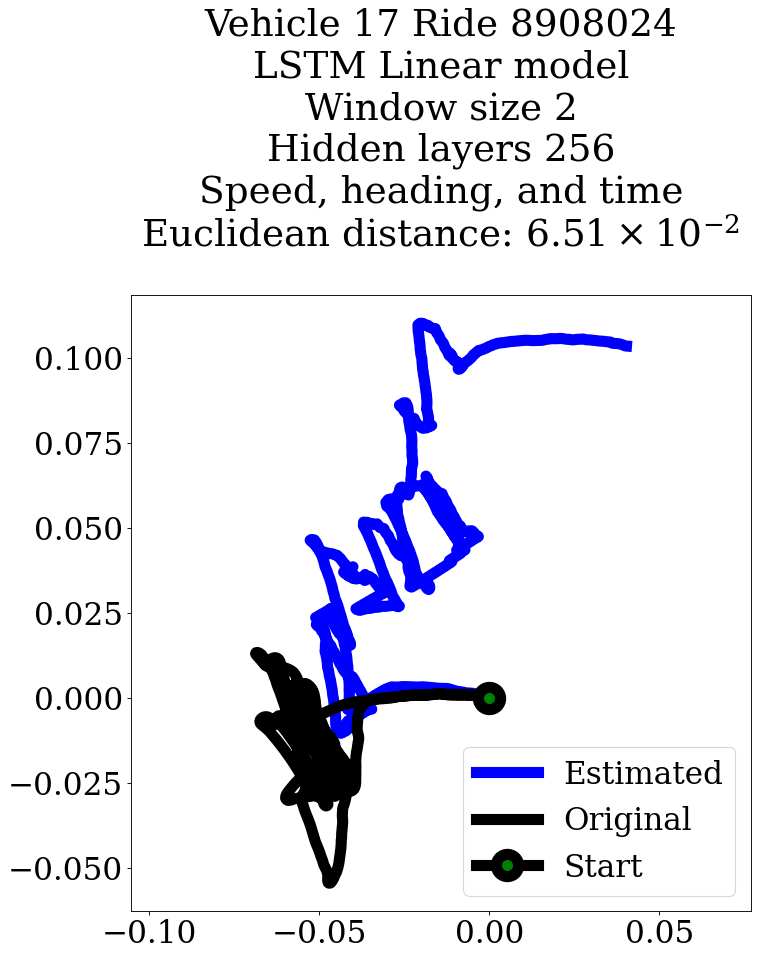 Vehicle 17 Ride 8908024
LSTM Linear model
Window size 2
Hidden layers 256
Speed, heading, and time
Euclidean distance: 6.51 × 10⁻²
0.100
0.075
0.050
0.025
0.000
−0.025
−0.050
Estimated
Original
Start
−0.10
−0.05
0.00
0.05